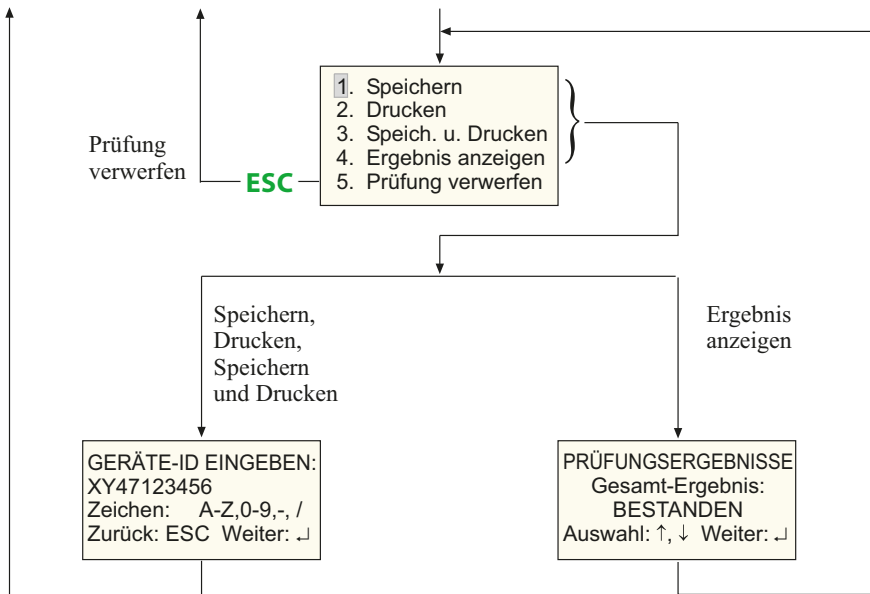 1. Speichern
2. Drucken
3. Speich. u. Drucken
4. Ergebnis anzeigen
5. Prüfung verwerfen
Prüfung
verwerfen
ESC
Speichern,
Drucken,
Speichern
und Drucken
Ergebnis
anzeigen
GERÄTE-ID EINGEBEN:
XY47123456
Zeichen: A-Z,0-9,-, /
Zurück: ESC Weiter: ↵
PRÜFUNGSERGEBNISSE
Gesamt-Ergebnis:
BESTANDEN
Auswahl: ↑, ↓ Weiter: ↵